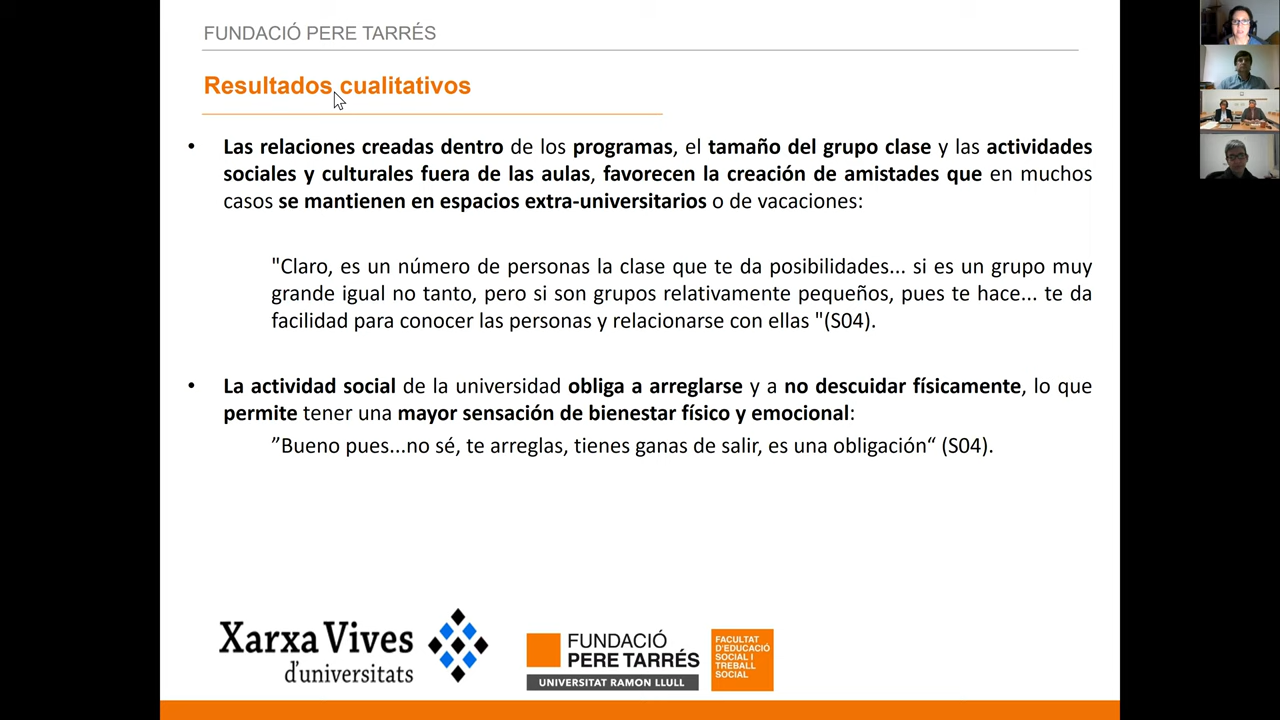 FUNDACIÓ PERE TARRÉS
Resultados cualitativos
• Las relaciones creadas dentro de los programas, el tamaño del grupo clase y las actividades
sociales y culturales fuera de las aulas, favorecen la creación de amistades que en muchos
casos se mantienen en espacios extra-universitarios o de vacaciones:
"Claro, es un número de personas la clase que te da posibilidades... si es un grupo muy
grande igual no tanto, pero si son grupos relativamente pequeños, pues te hace... te da
facilidad para conocer las personas y relacionarse con ellas "(S04).
• La actividad social de la universidad obliga a arreglarse y a no descuidar físicamente, lo que
permite tener una mayor sensación de bienestar físico y emocional:
”Bueno pues...no sé, te arreglas, tienes ganas de salir, es una obligación“ (S04).
Xarxa Vives
d'universitats
FUNDACIÓ
PERE TARRÉS
UNIVERSITAT RAMON LLULL
FACULTAT
D'EDUCACIÓ
SOCIAL I
TREBALL
SOCIAL